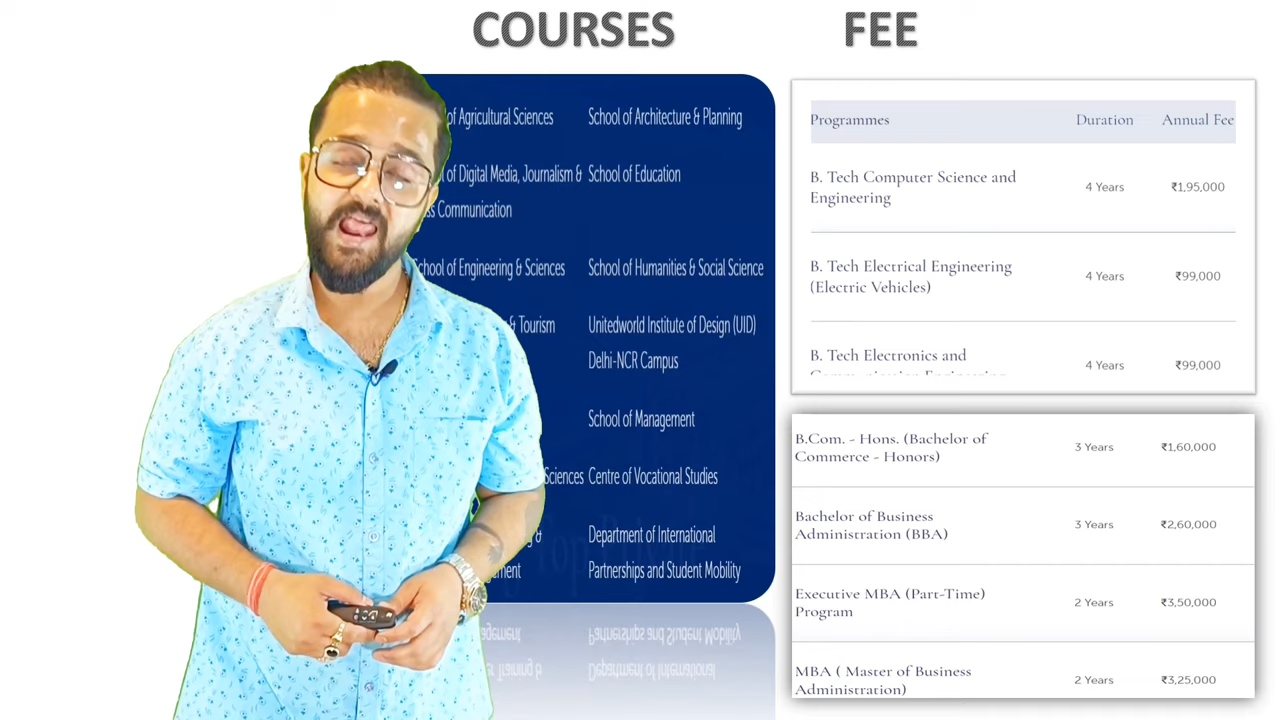 COURSES
FEE
of Agricultural Sciences
School of Architecture & Planning
of Digital Media, Journalism &
Communication
School of Education
School of Engineering & Sciences
School of Humanities & Social Science
& Tourism
Unitedworld Institute of Design (UID)
Delhi-NCR Campus
School of Management
Sciences
Centre of Vocational Studies
&
Department of International
Partnerships and Student Mobility
Programmes Duration Annual Fee
B. Tech Computer Science and
Engineering
4 Years ₹1,95,000
B. Tech Electrical Engineering
(Electric Vehicles)
4 Years ₹99,000
B. Tech Electronics and
Communication Engineering
4 Years ₹99,000
B.Com. - Hons. (Bachelor of
Commerce - Honors)
3 Years ₹1,60,000
Bachelor of Business
Administration (BBA)
3 Years ₹2,60,000
Executive MBA (Part-Time)
Program
2 Years ₹3,50,000
MBA ( Master of Business
Administration)
2 Years ₹3,25,000